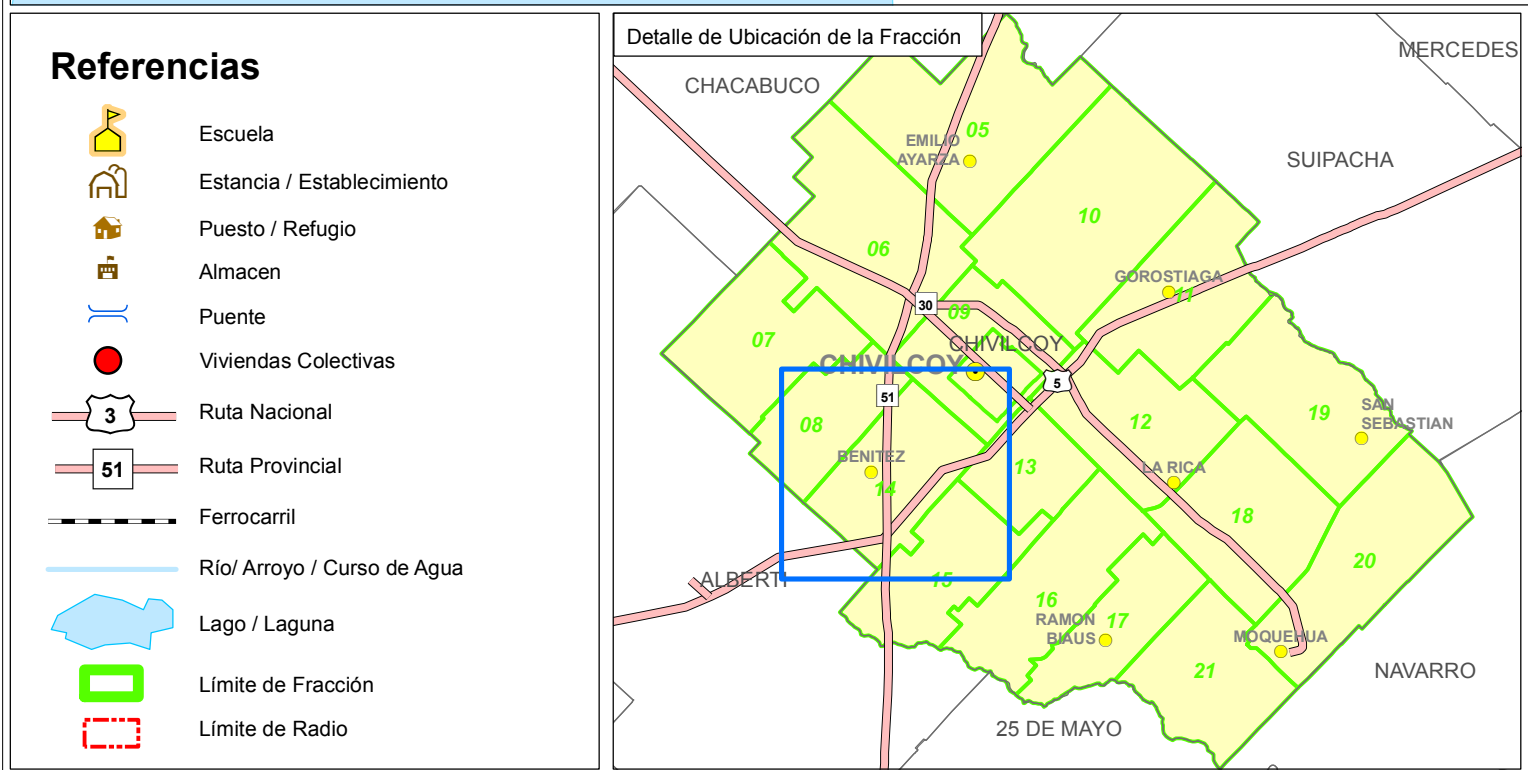 Referencias
Escuela
Estancia / Establecimiento
Puesto / Refugio
Almacen
Puente
Viviendas Colectivas
3
Ruta Nacional
51
Ruta Provincial
Ferrocarril
Río/ Arroyo / Curso de Agua
Lago / Laguna
Límite de Fracción
Límite de Radio
Detalle de Ubicación de la Fracción
MERCEDES
CHACABUCO
05
EMILIO
AYARZA
SUIPACHA
10
06
GOROSTIAGA
11
30
09
07
CHIVILCOY
CHIVILCOY
5
51
08
12
19
SAN
SEBASTIAN
BENITEZ
14
13
LA RICA
18
20
ALBERTI
15
16
17
RAMON
BIAUS
MOQUEHUA
21
NAVARRO
25 DE MAYO